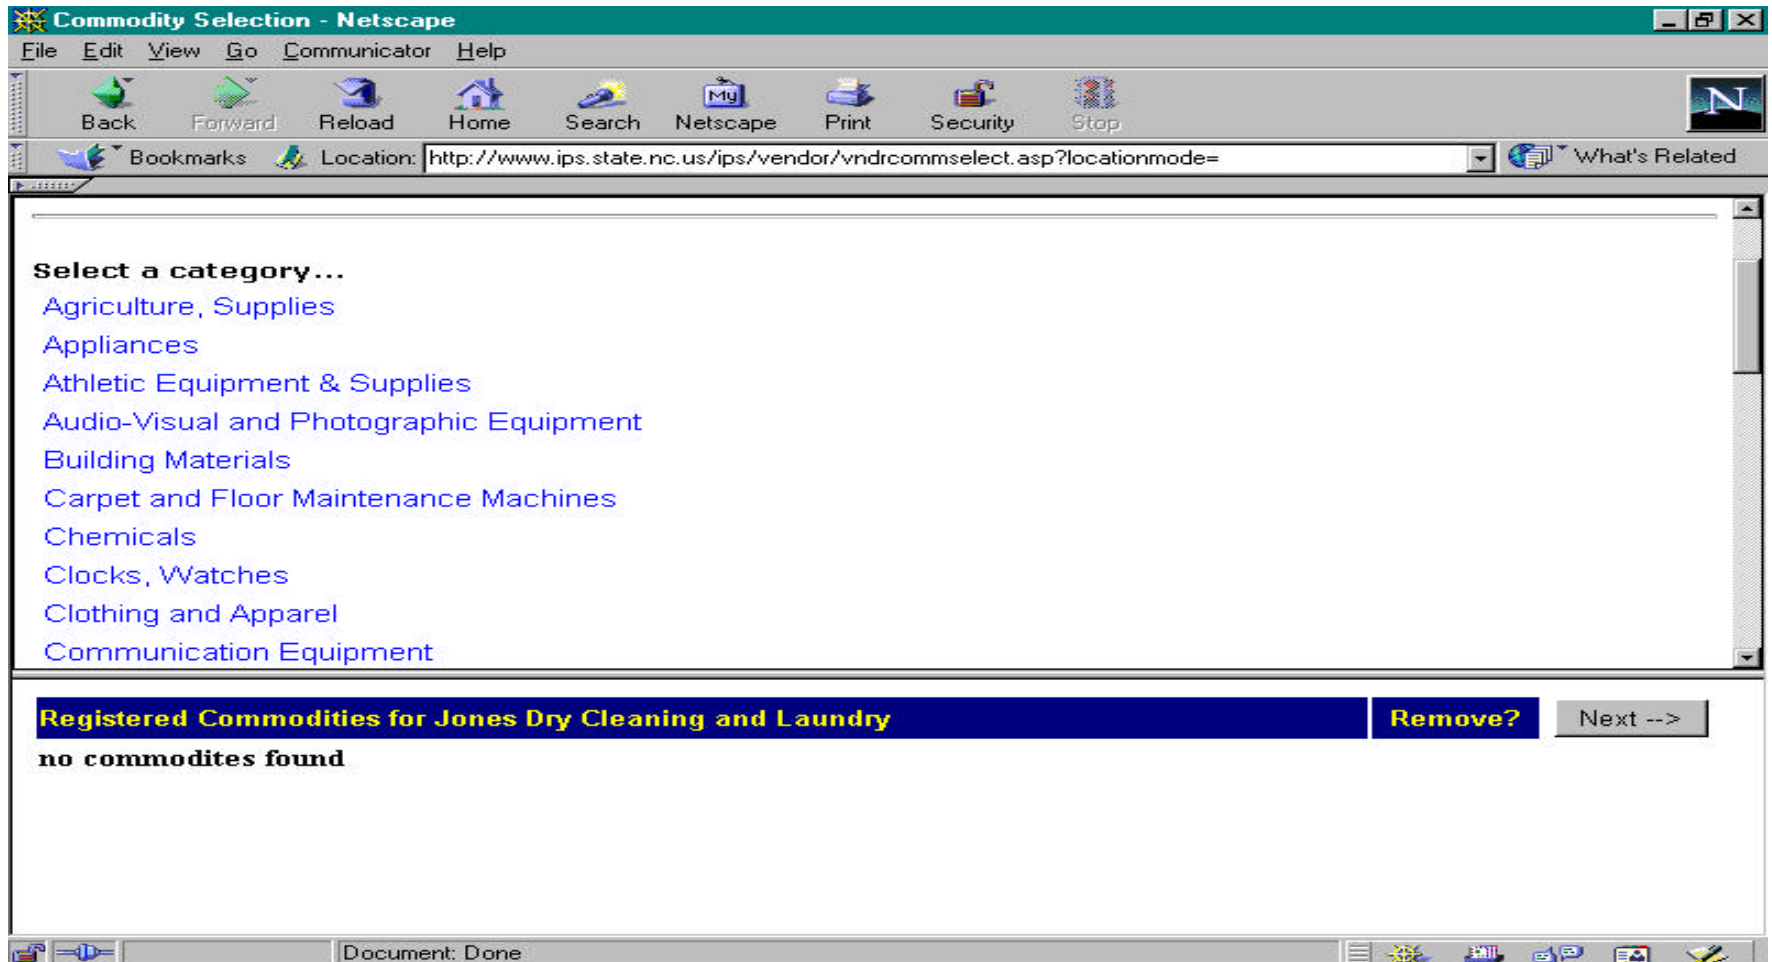 Commodity Selection - Netscape
File Edit View Go Communicator Help
My
Back Forward Reload Home Search Netscape Print Security Stop
N
Bookmarks Location: http://www.ips.state.nc.us/ips/vendor/vndrcommselect.asp?locationmode= What's Related
Select a category...
Agriculture, Supplies
Appliances
Athletic Equipment & Supplies
Audio-Visual and Photographic Equipment
Building Materials
Carpet and Floor Maintenance Machines
Chemicals
Clocks, Watches
Clothing and Apparel
Communication Equipment
Registered Commodities for Jones Dry Cleaning and Laundry Remove? Next -->
no commodites found
Document: Done